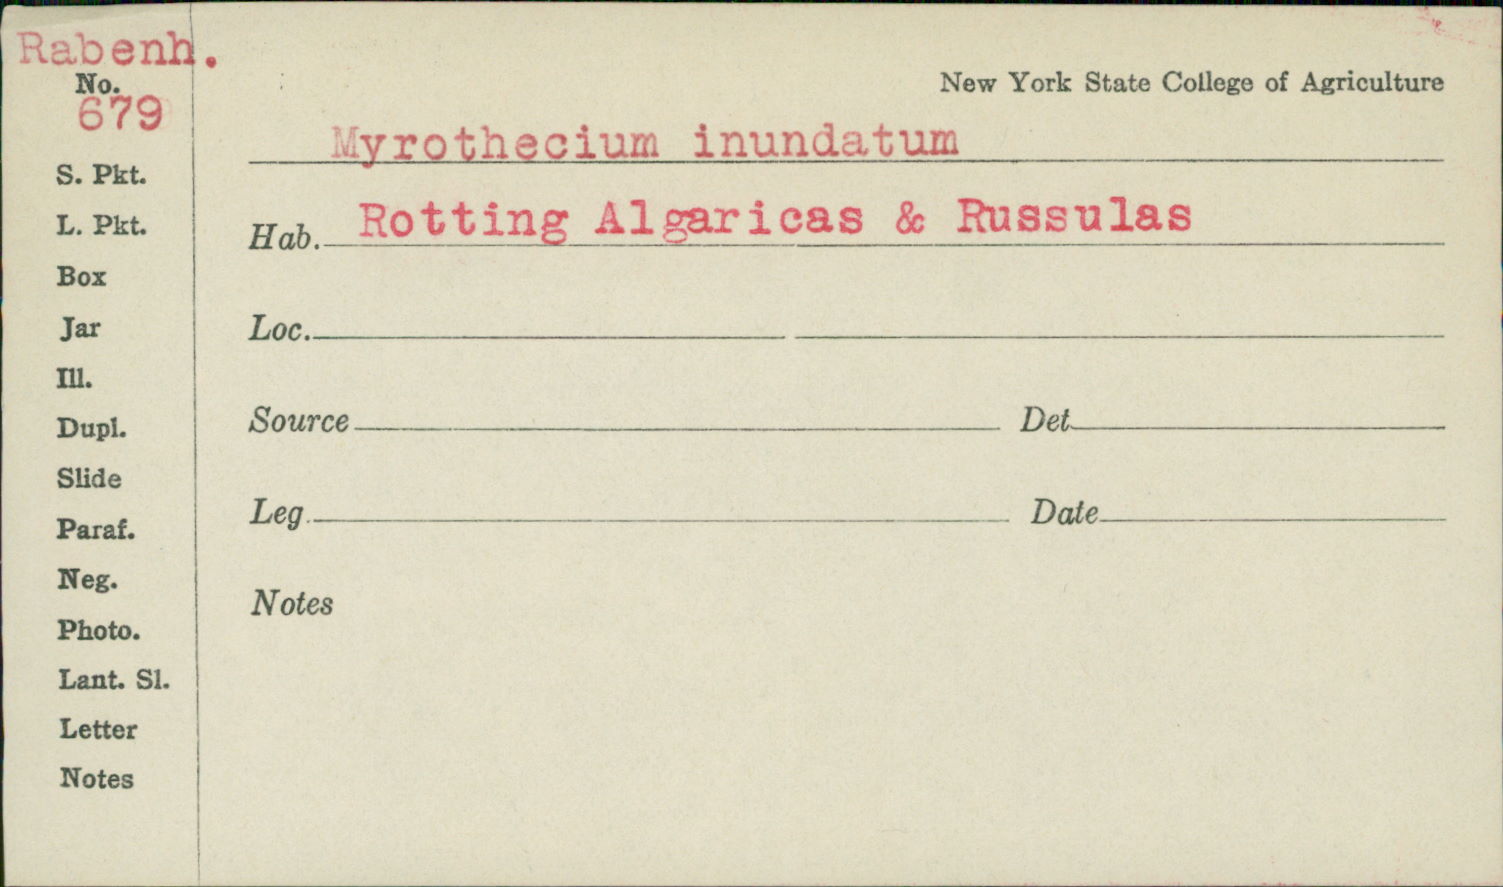 Rabenh.
No.
679
S. Pkt.
L. Pkt.
Box
Jar
Ill.
Dupl.
Slide
Paraf.
Neg.
Photo.
Lant. Sl.
Letter
Notes
New York State College of Agriculture
Myrothecium inundatum
Hab. Rotting Algaricas & Russulas
Loc.
Source Det
Leg. Date
Notes